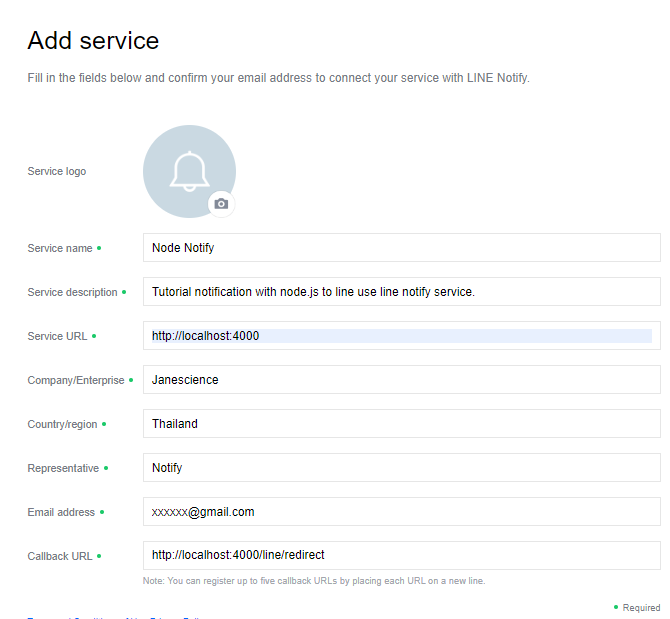 Add service
Fill in the fields below and confirm your email address to connect your service with LINE Notify.
Service logo
Service name
Node Notify
Service description
Tutorial notification with node.js to line use line notify service.
Service URL
http://localhost:4000
Company/Enterprise
Janescience
Country/region
Thailand
Representative
Notify
Email address
xxxxxx@gmail.com
Callback URL
http://localhost:4000/line/redirect
Note: You can register up to five callback URLs by placing each URL on a new line.
Required